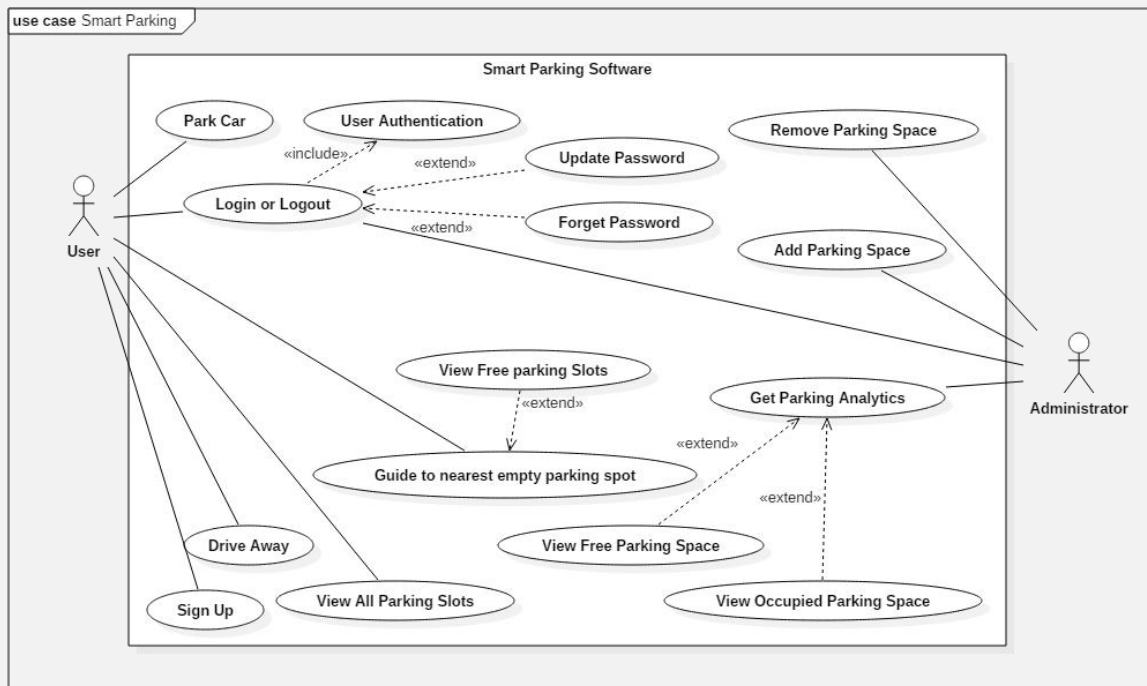 use case Smart Parking
Smart Parking Software
Park Car
User Authentication
Remove Parking Space
«include»
«extend»
Update Password
Login or Logout
«extend»
Forget Password
User
Add Parking Space
View Free parking Slots
«extend»
Get Parking Analytics
Administrator
«extend»
Guide to nearest empty parking spot
«extend»
Drive Away
View Free Parking Space
Sign Up
View All Parking Slots
View Occupied Parking Space